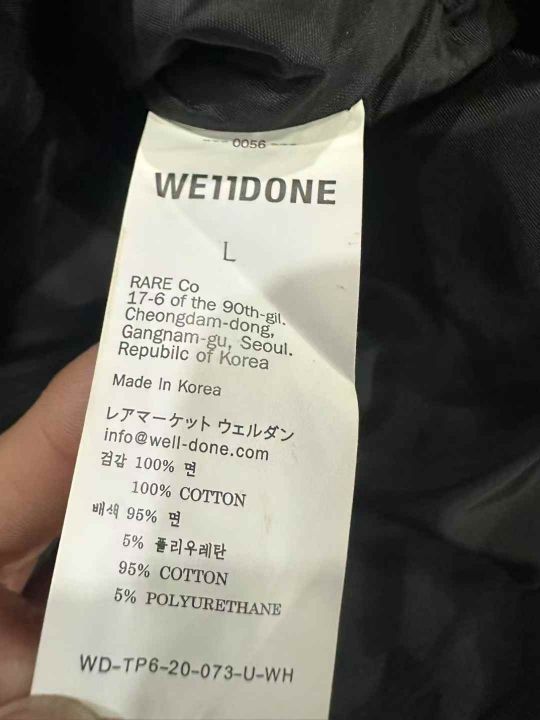 --- 0056 ---
WE11DONE
L
RARE Co
17-6 of the 90th-gil.
Cheongdam-dong,
Gangnam-gu, Seoul.
Repubilc of Korea
Made In Korea
レアマーケット ウェルダン
info@well-done.com
겉감 100% 면
100% COTTON
배색 95% 면
5% 폴리우레탄
95% COTTON
5% POLYURETHANE
WD-TP6-20-073-U-WH